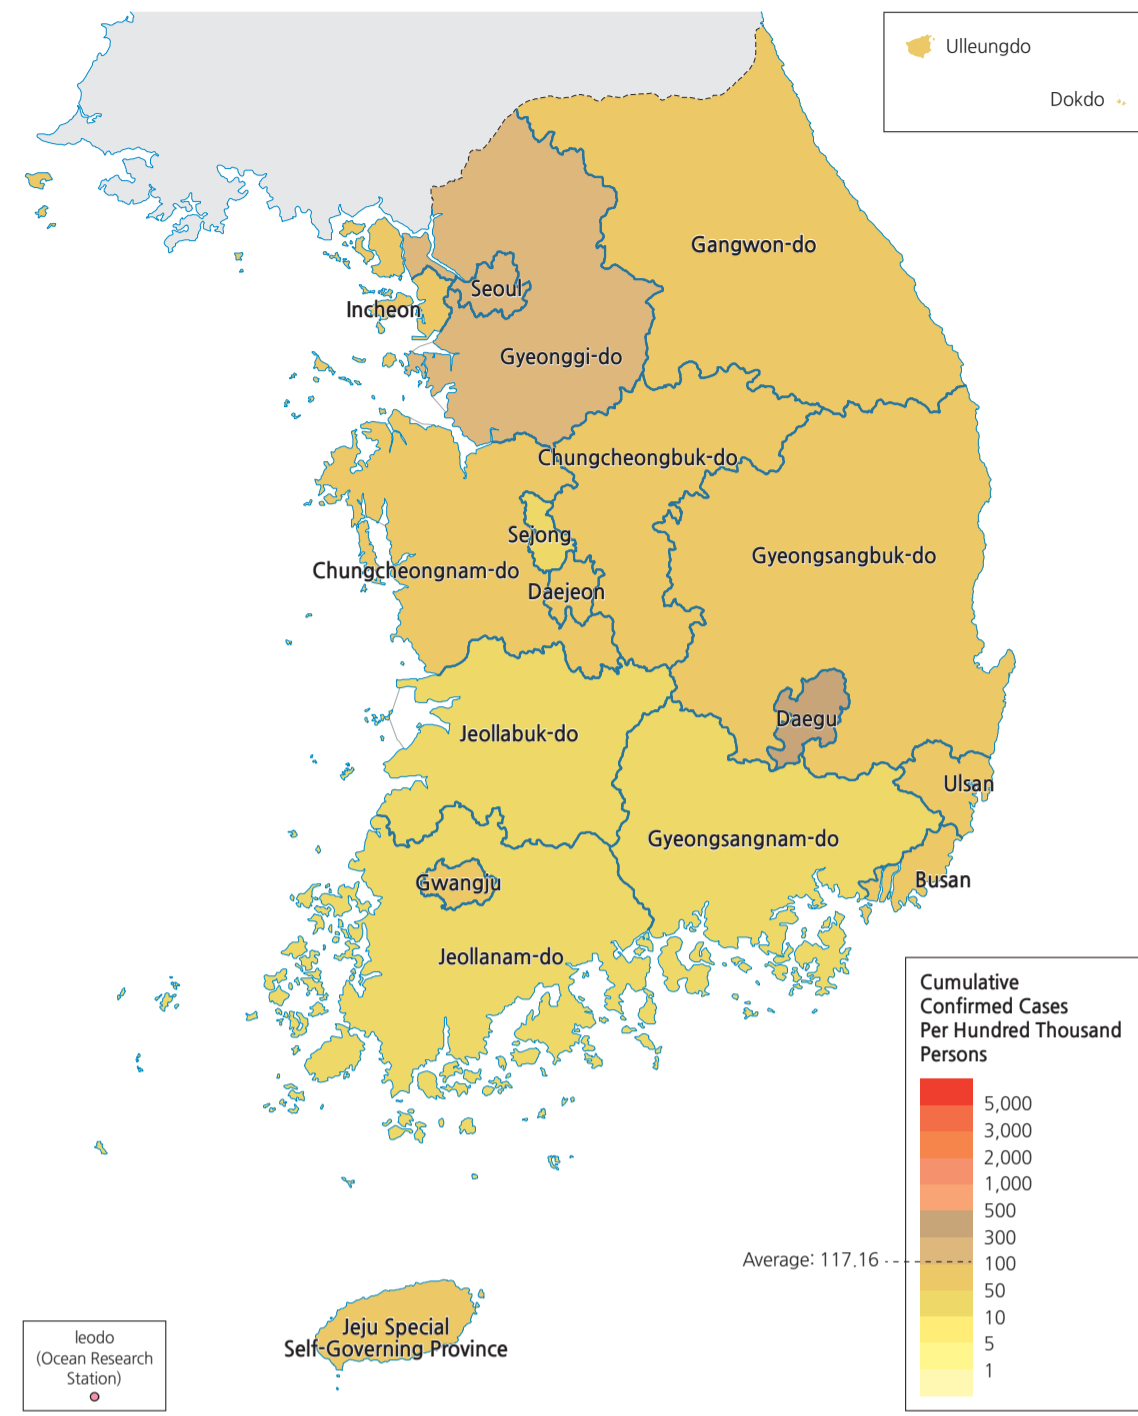 Ulleungdo
Dokdo
Gangwon-do
Seoul
Incheon
Gyeonggi-do
Chungcheongbuk-do
Sejong
Gyeongsangbuk-do
Chungcheongnam-do
Daejeon
Daegu
Jeollabuk-do
Ulsan
Gyeongsangnam-do
Gwangju
Busan
Jeollanam-do
Cumulative
Confirmed Cases
Per Hundred Thousand
Persons
5,000
3,000
2,000
1,000
500
300
Average: 117.16
100
50
10
5
1
Jeju Special
Self-Governing Province
Ieodo
(Ocean Research
Station)